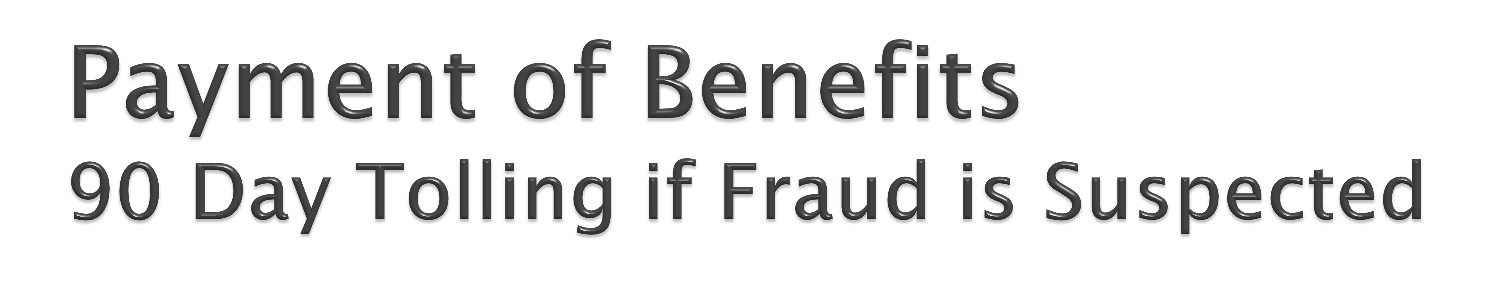 Payment of Benefits
90 Day Tolling if Fraud is Suspected